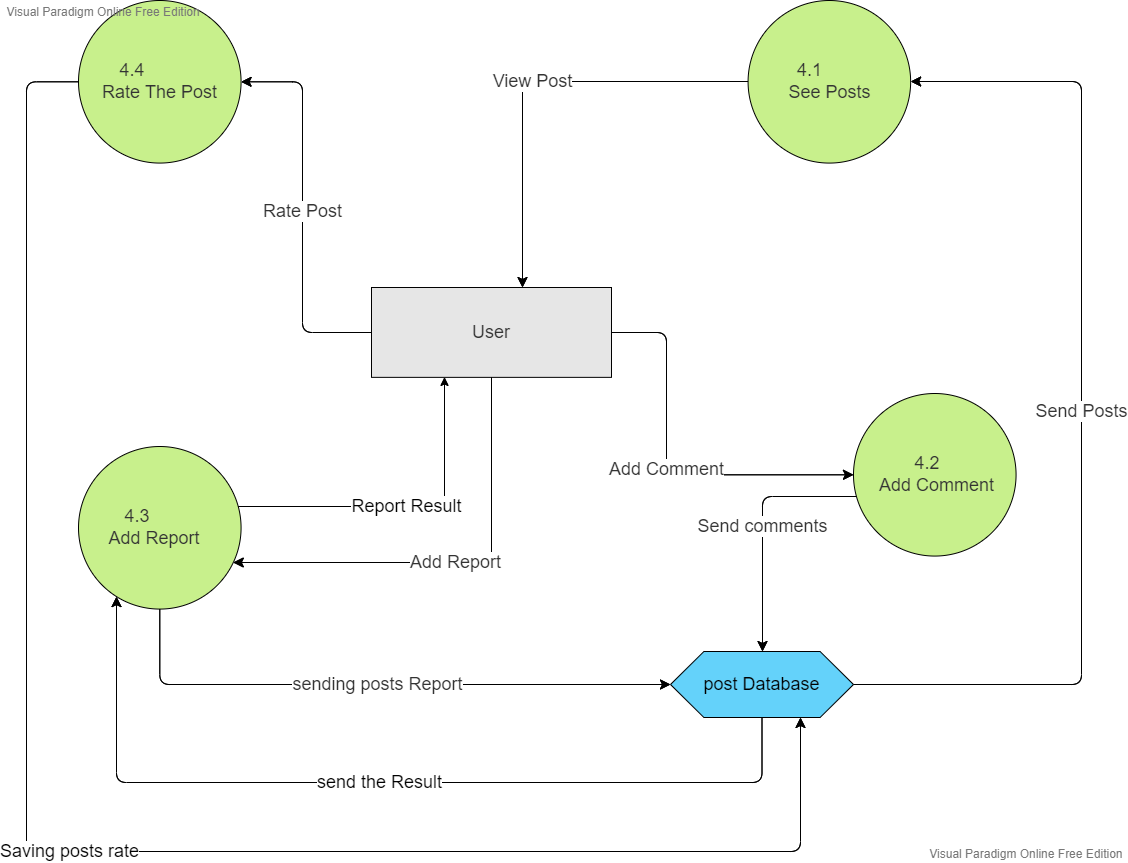 Visual Paradigm Online Free Edition
4.4
Rate The Post
View Post
4.1
See Posts
Rate Post
User
Send Posts
Add Comment
4.2
Add Comment
Report Result
4.3
Add Report
Send comments
Add Report
sending posts Report
post Database
send the Result
Saving posts rate
Visual Paradigm Online Free Edition